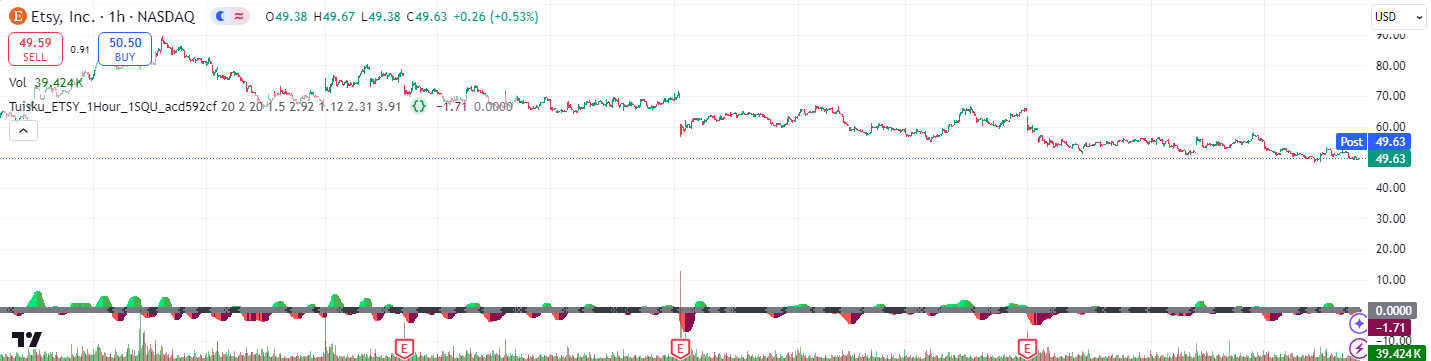 E Etsy, Inc. · 1h · NASDAQ ≈ O49.38 H49.67 L49.38 C49.63 +0.26 (+0.53%)
USD
90.00
49.59 SELL
0.91
50.50 BUY
80.00
Vol 39.424 K
70.00
Tuisku_ETSY_1Hour_1SQU_acd592cf 20 2 20 1.5 2.92 1.12 2.31 3.91 {} −1.71 0.0000
60.00
Post 49.63
49.63
40.00
30.00
20.00
10.00
0.0000
−1.71
−10.00
39.424 K
E
E
E